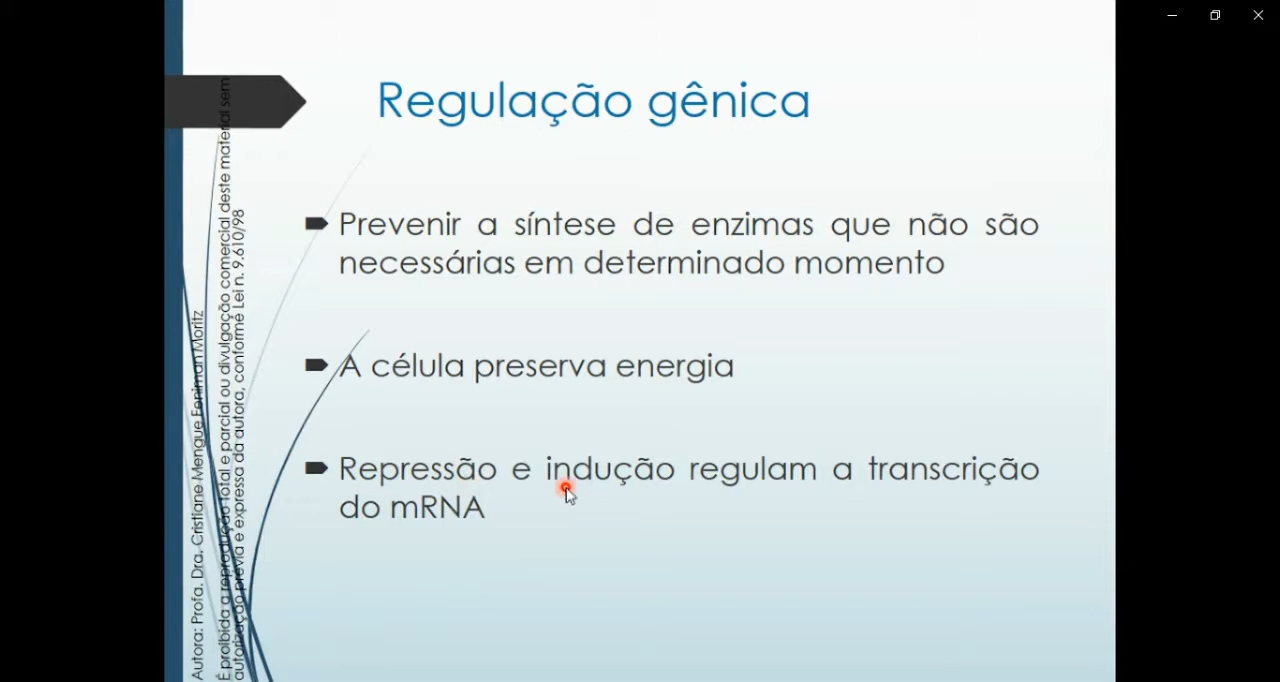 Regulação gênica
Prevenir a síntese de enzimas que não são
necessárias em determinado momento
A célula preserva energia
Repressão e indução regulam a transcrição
do mRNA
Autora: Profa. Dra. Cristiane Mengue Feniman Moritz
É proibida a reprodução total e parcial ou divulgação comercial deste material sem
autorização prévia e expressa da autora, conforme Lei n. 9.610/98